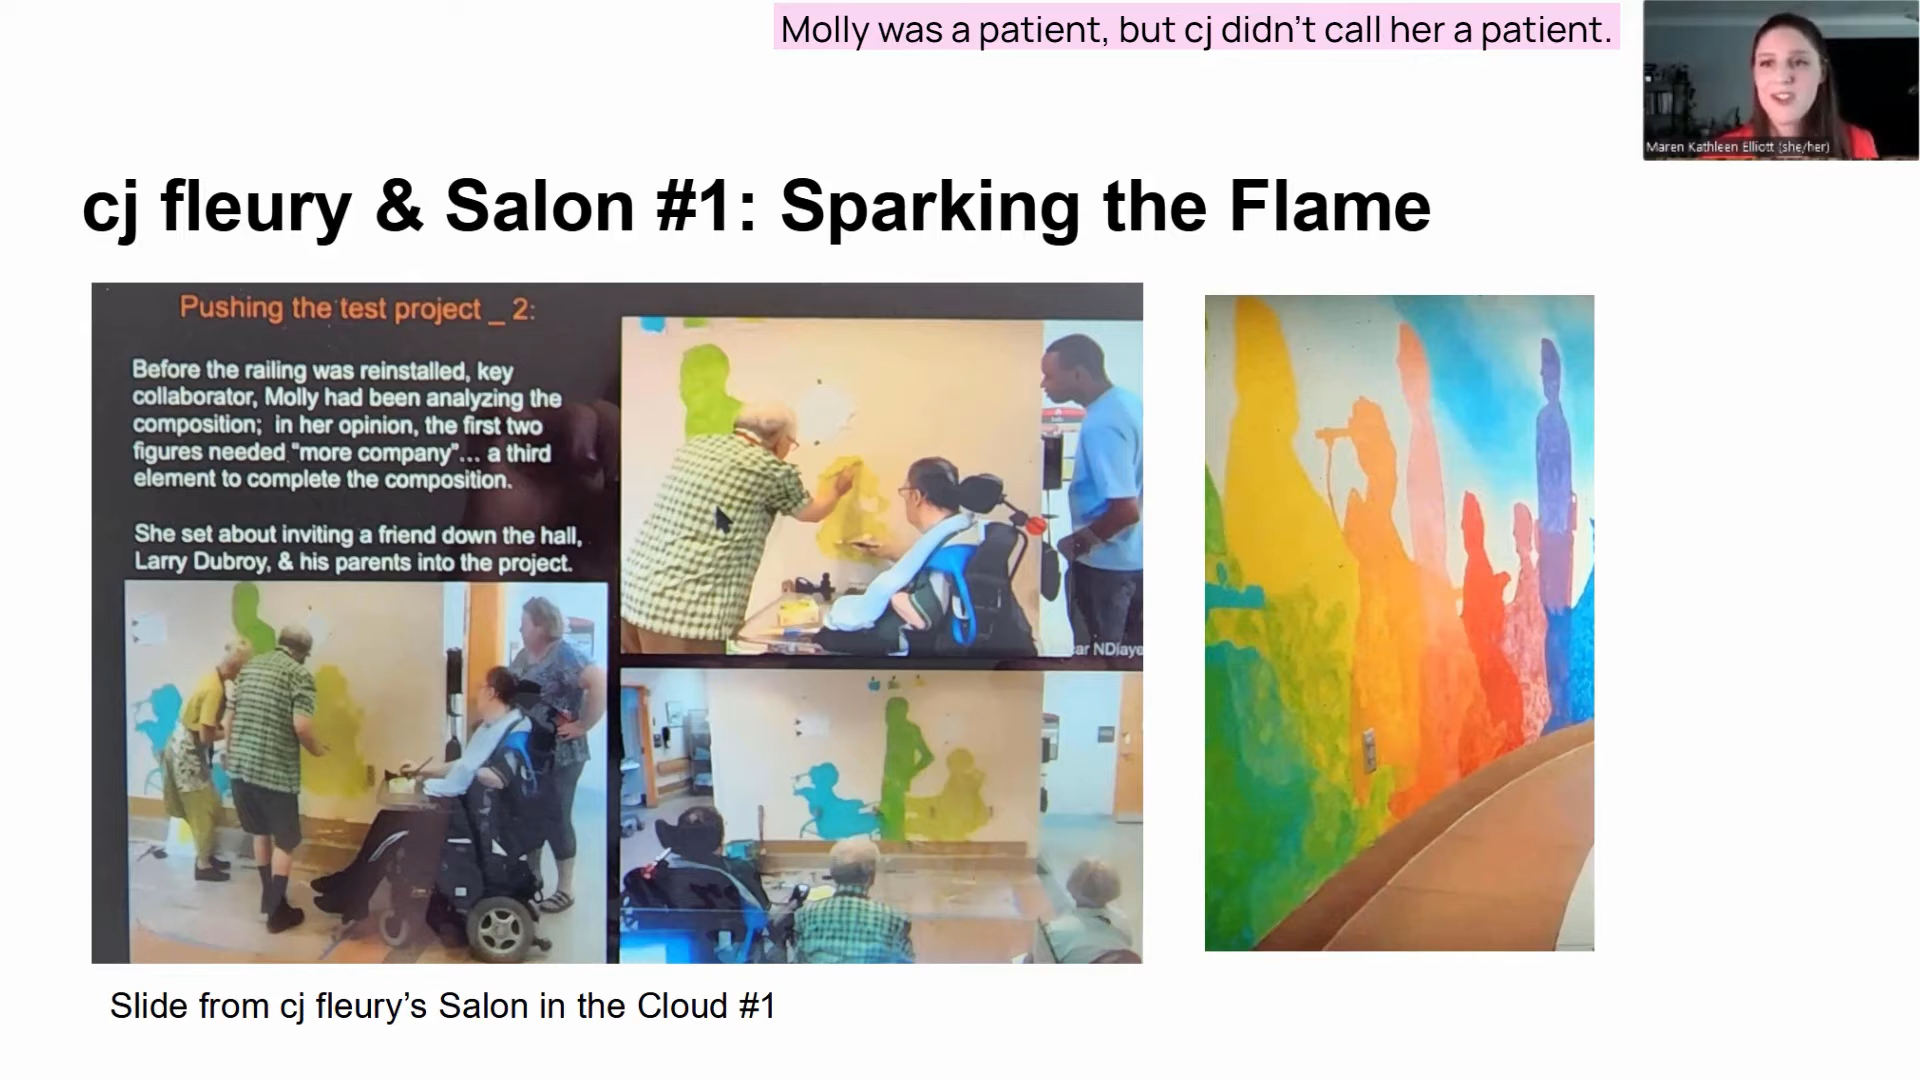 Molly was a patient, but cj didn't call her a patient.
Maren Kathleen Elliott (she/her)
cj fleury & Salon #1: Sparking the Flame
Pushing the test project _ 2:
Before the railing was reinstalled, key
collaborator, Molly had been analyzing the
composition; in her opinion, the first two
figures needed "more company"... a third
element to complete the composition.
She set about inviting a friend down the hall,
Larry Dubroy, & his parents into the project.
NDiaye
Slide from cj fleury's Salon in the Cloud #1